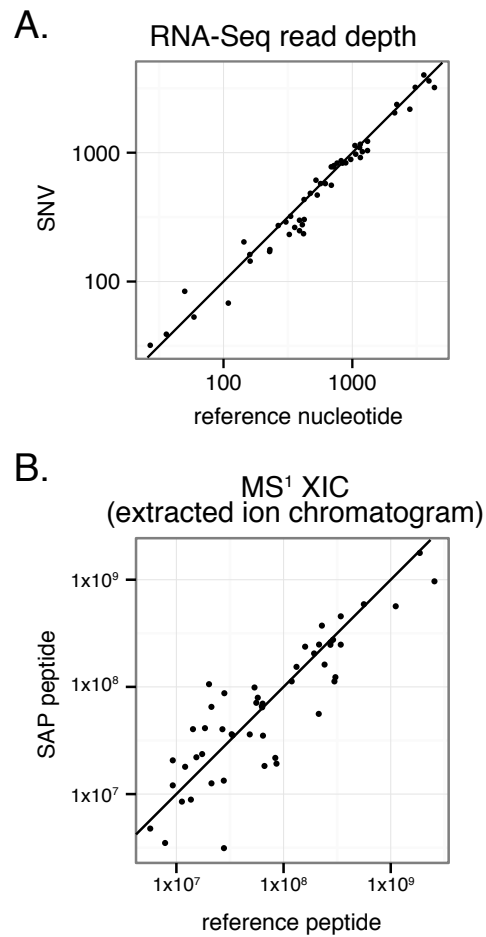 A.
RNA-Seq read depth
SNV
1000
100
100 1000
reference nucleotide
B.
MS¹ XIC
(extracted ion chromatogram)
SAP peptide
1x10⁹
1x10⁸
1x10⁷
1x10⁷ 1x10⁸ 1x10⁹
reference peptide